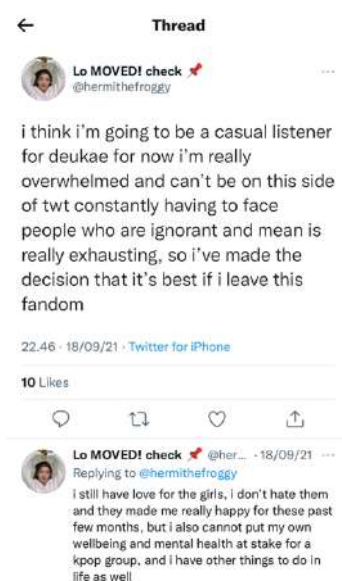 Thread
Lo MOVED! check 📌
@hermithefroggy
i think i'm going to be a casual listener
for deukae for now i'm really
overwhelmed and can't be on this side
of twt constantly having to face
people who are ignorant and mean is
really exhausting, so i've made the
decision that it's best if i leave this
fandom
22.46 · 18/09/21 · Twitter for iPhone
10 Likes
Lo MOVED! check 📌 @her... · 18/09/21
Replying to @hermithefroggy
i still have love for the girls, i don't hate them
and they made me really happy for these past
few months, but i also cannot put my own
wellbeing and mental health at stake for a
kpop group, and i have other things to do in
life as well